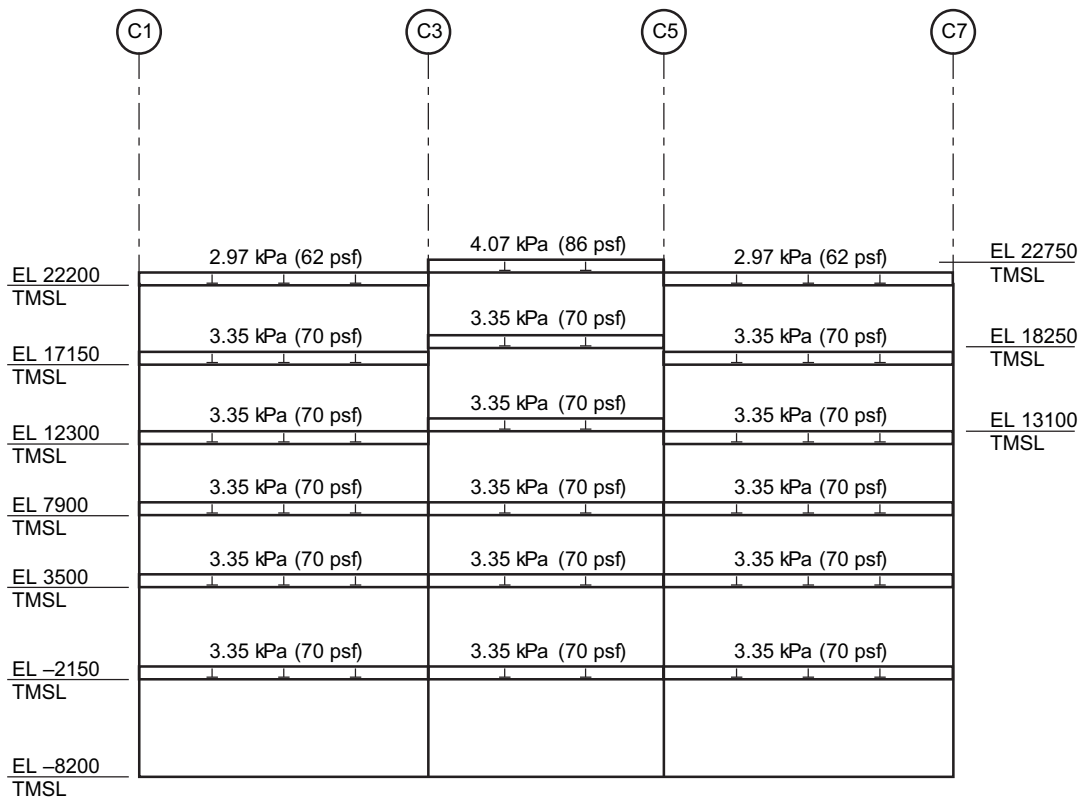 C1
C3
C5
C7
2.97 kPa (62 psf)
4.07 kPa (86 psf)
2.97 kPa (62 psf)
EL 22200
TMSL
EL 22750
TMSL
3.35 kPa (70 psf)
3.35 kPa (70 psf)
3.35 kPa (70 psf)
EL 17150
TMSL
EL 18250
TMSL
3.35 kPa (70 psf)
3.35 kPa (70 psf)
3.35 kPa (70 psf)
EL 12300
TMSL
EL 13100
TMSL
3.35 kPa (70 psf)
3.35 kPa (70 psf)
3.35 kPa (70 psf)
EL 7900
TMSL
3.35 kPa (70 psf)
3.35 kPa (70 psf)
3.35 kPa (70 psf)
EL 3500
TMSL
3.35 kPa (70 psf)
3.35 kPa (70 psf)
3.35 kPa (70 psf)
EL –2150
TMSL
EL –8200
TMSL